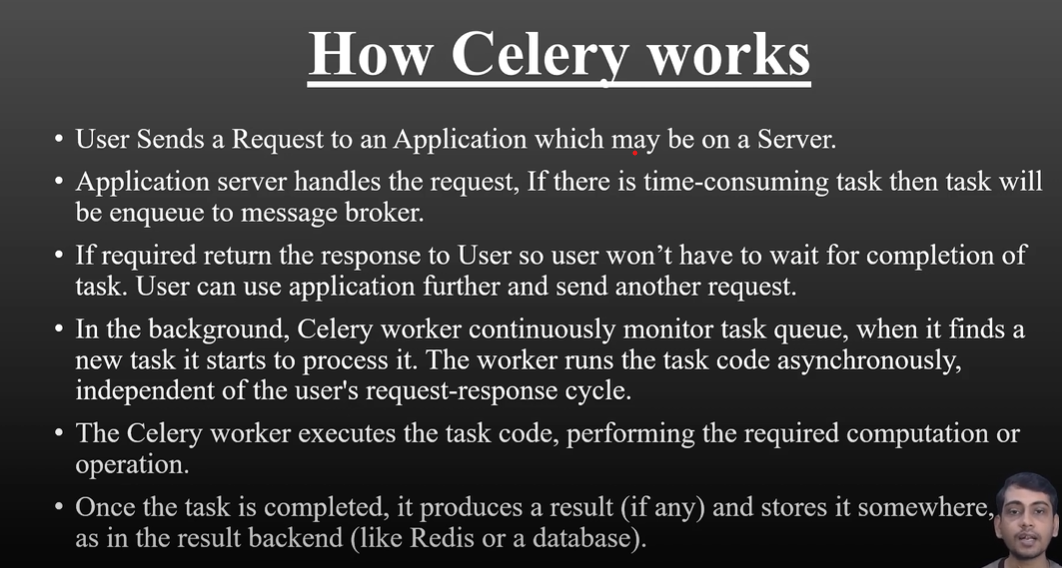 How Celery works
• User Sends a Request to an Application which may be on a Server.
• Application server handles the request, If there is time-consuming task then task will
be enqueue to message broker.
• If required return the response to User so user won’t have to wait for completion of
task. User can use application further and send another request.
• In the background, Celery worker continuously monitor task queue, when it finds a
new task it starts to process it. The worker runs the task code asynchronously,
independent of the user's request-response cycle.
• The Celery worker executes the task code, performing the required computation or
operation.
• Once the task is completed, it produces a result (if any) and stores it somewhere,
as in the result backend (like Redis or a database).